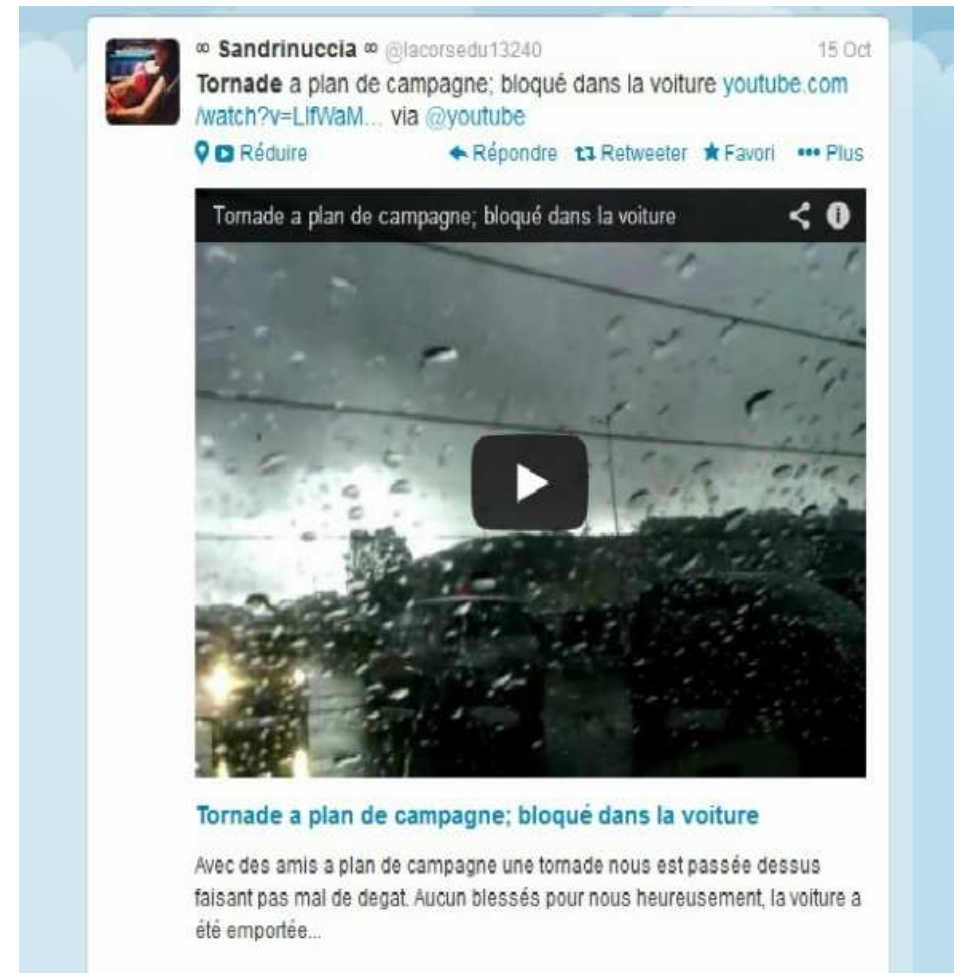 ∞ Sandrinuccia ∞ @lacorsedu13240 15 Oct
Tornade a plan de campagne; bloqué dans la voiture youtube.com
/watch?v=LIfWaM... via @youtube
Réduire Répondre Retweeter Favori ••• Plus
Tornade a plan de campagne; bloqué dans la voiture
Tornade a plan de campagne; bloqué dans la voiture
Avec des amis a plan de campagne une tornade nous est passée dessus
faisant pas mal de degat. Aucun blessés pour nous heureusement, la voiture a
été emportée...